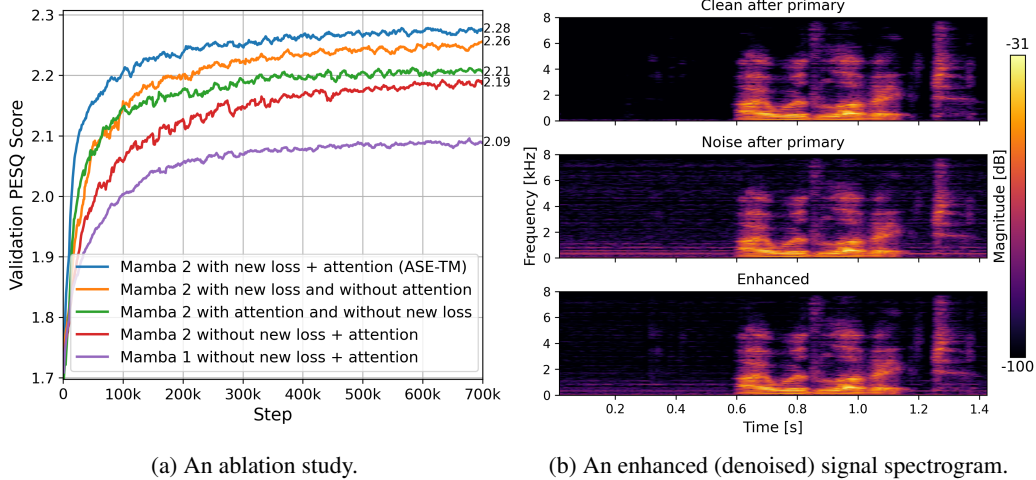 2.3
2.2
2.1
2.0
1.9
1.8
1.7
Validation PESQ Score
2.28
2.26
2.21
2.19
2.09
Mamba 2 with new loss + attention (ASE-TM)
Mamba 2 with new loss and without attention
Mamba 2 with attention and without new loss
Mamba 2 without new loss + attention
Mamba 1 without new loss + attention
0 100k 200k 300k 400k 500k 600k 700k
Step
(a) An ablation study.
Clean after primary
8
6
4
2
0
Noise after primary
8
6
4
2
0
Enhanced
8
6
4
2
0
Frequency [kHz]
0.2 0.4 0.6 0.8 1.0 1.2 1.4
Time [s]
Magnitude [dB]
-31
-100
(b) An enhanced (denoised) signal spectrogram.